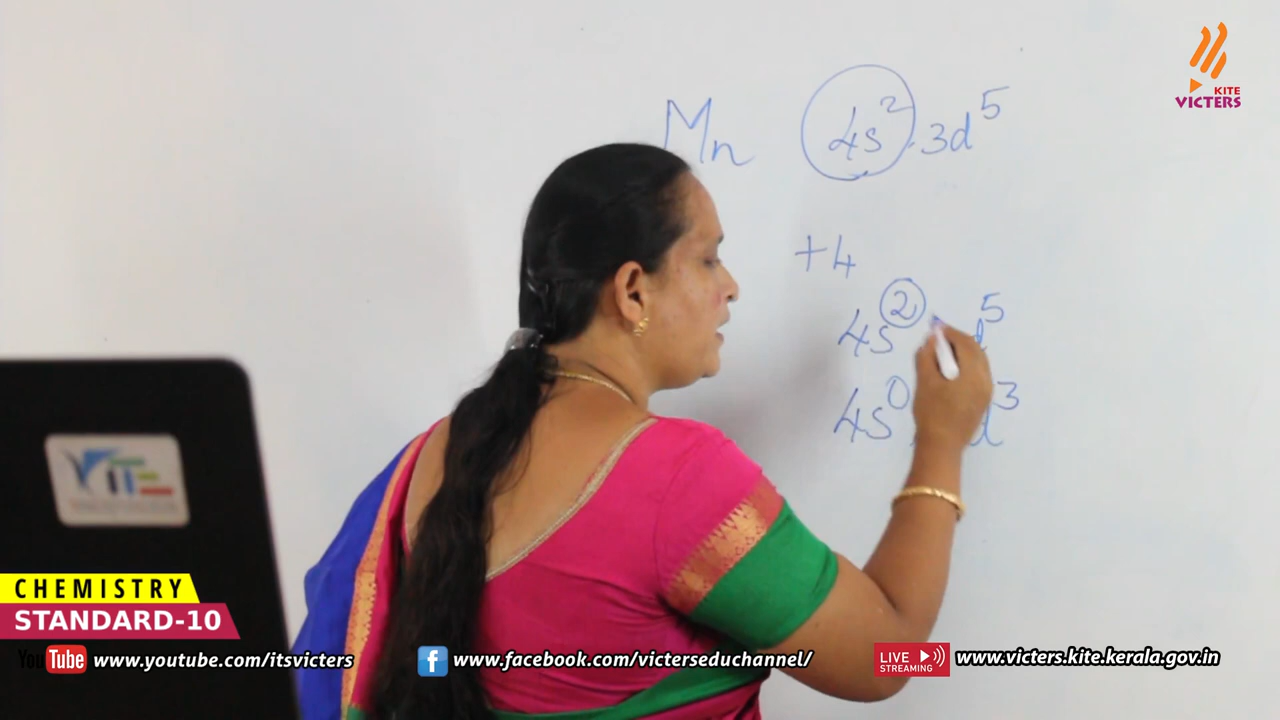 KITE
VICTERS
Mn 4s² 3d⁵
+4
4s² d⁵
4s⁰ d³
CHEMISTRY
STANDARD-10
YouTube www.youtube.com/itsvicters
f www.facebook.com/victerseduchannel/
LIVE STREAMING www.victers.kite.kerala.gov.in